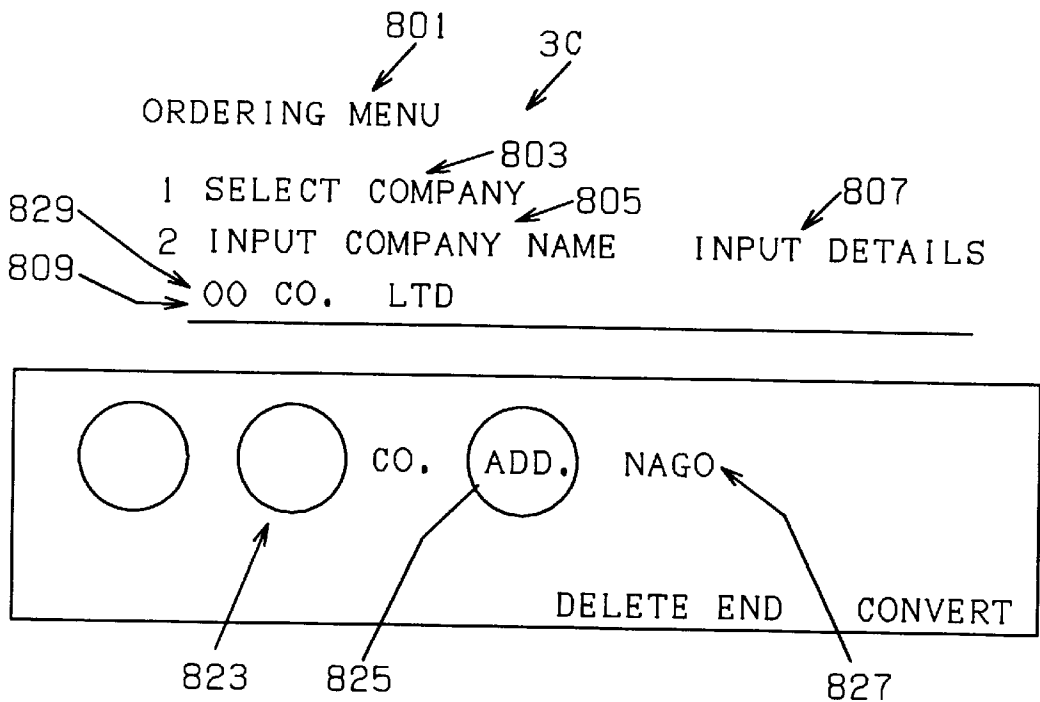 801
3C
ORDERING MENU
803
1 SELECT COMPANY
805
807
829
2 INPUT COMPANY NAME INPUT DETAILS
809
OO CO. LTD
CO. ADD. NAGO
DELETE END CONVERT
823
825
827